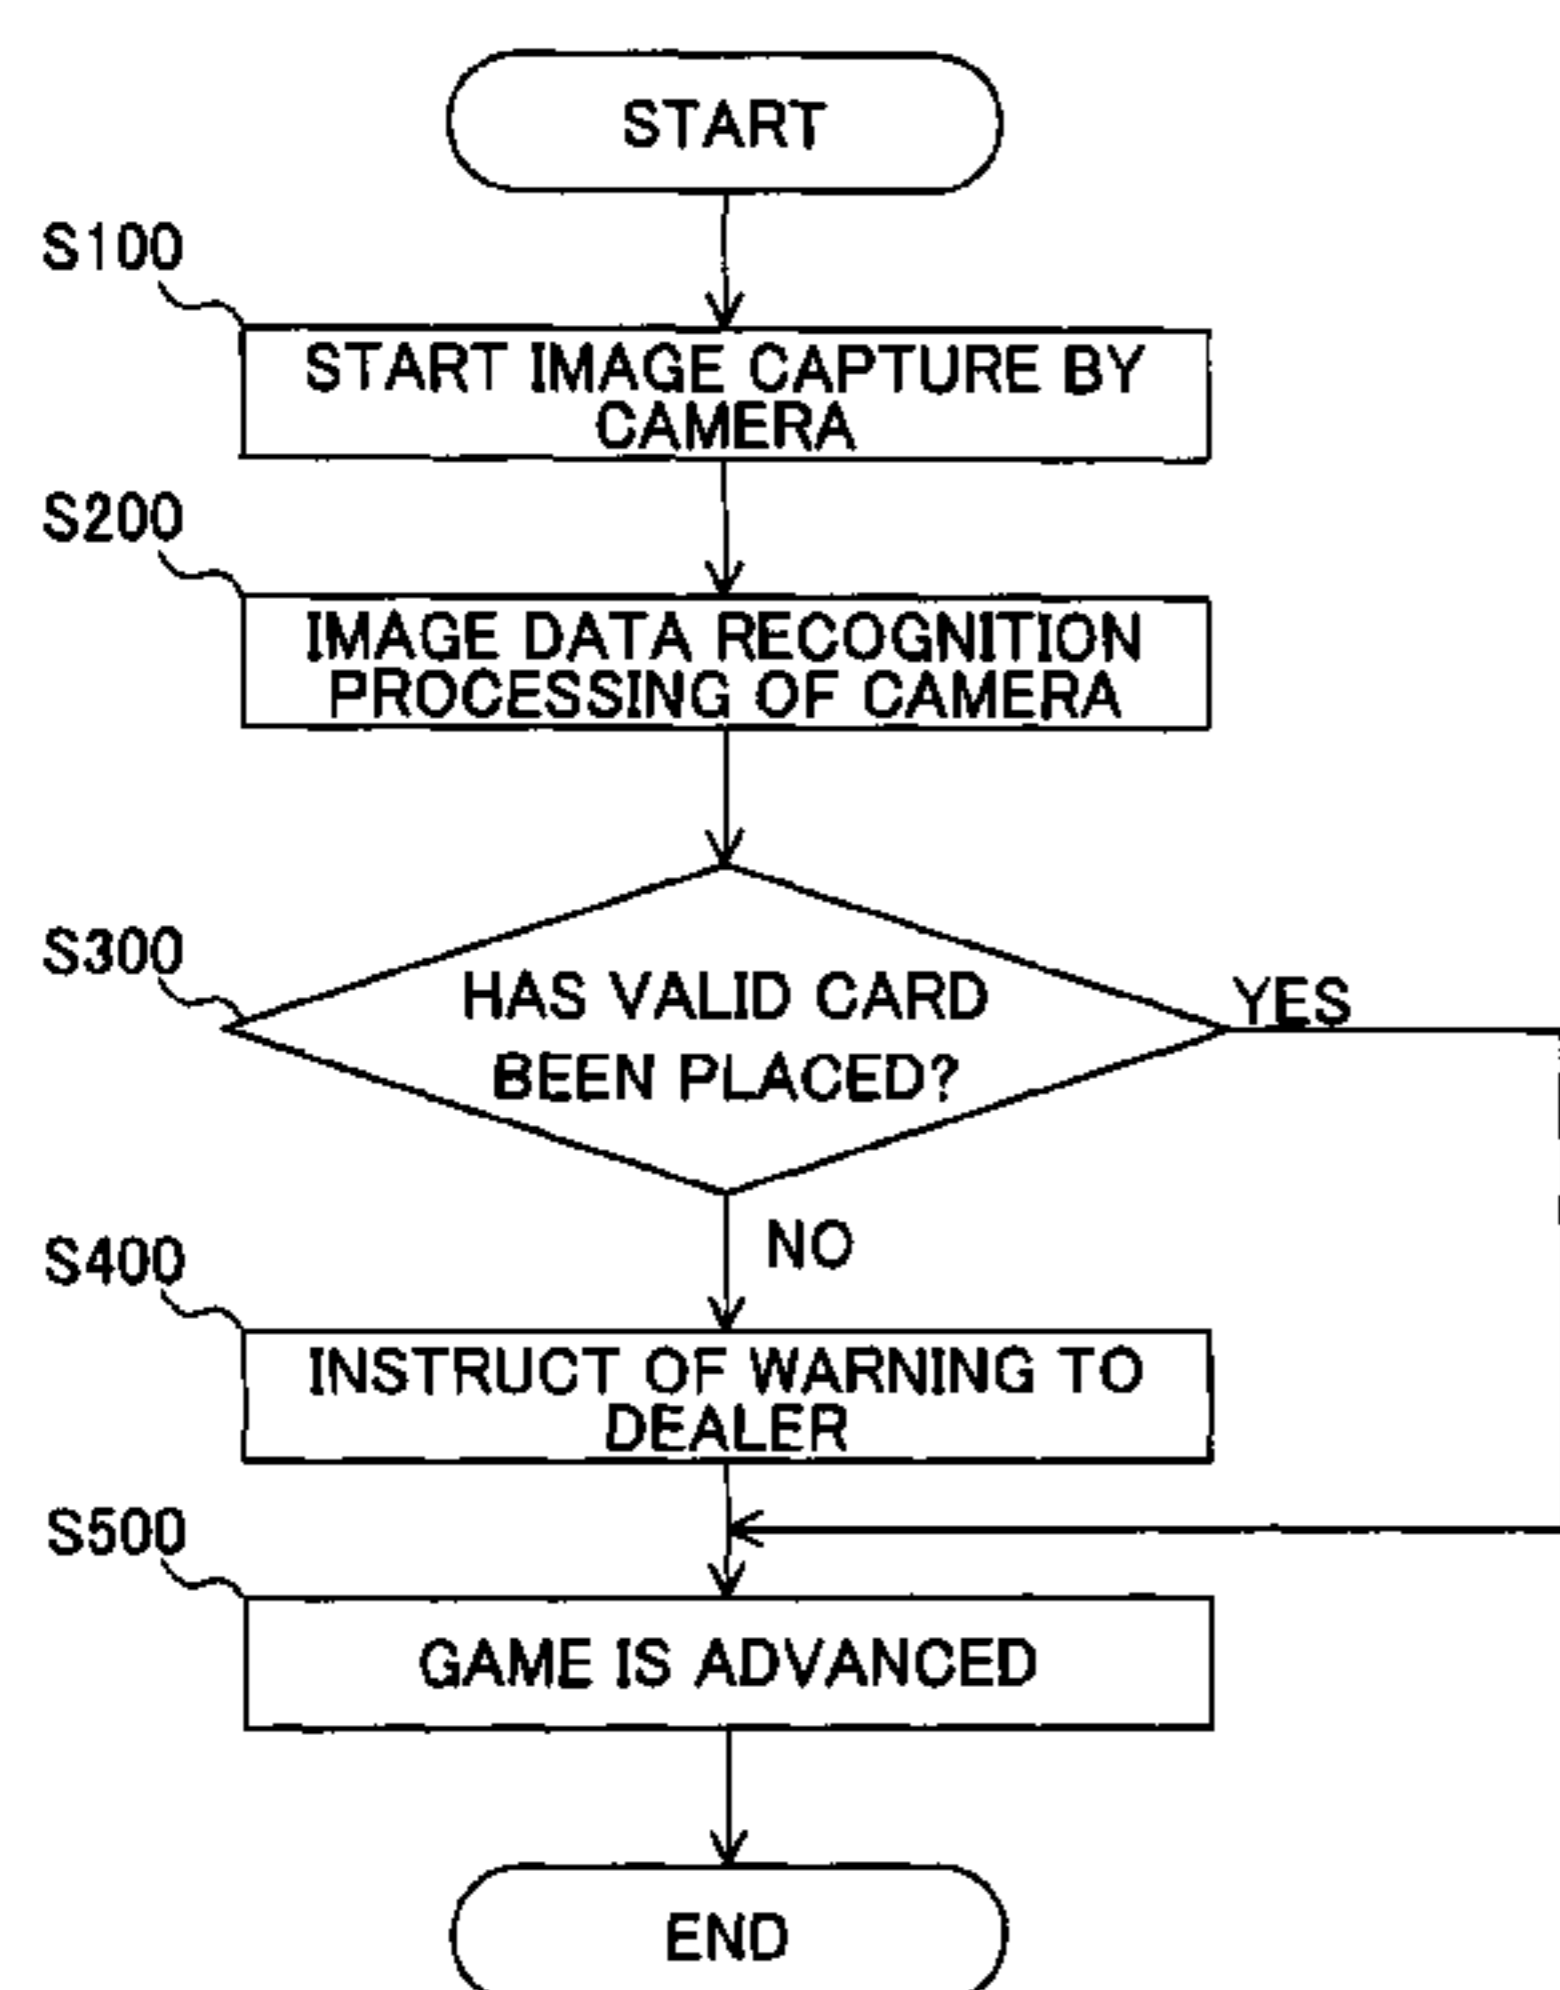 START
S100
START IMAGE CAPTURE BY
CAMERA
S200
IMAGE DATA RECOGNITION
PROCESSING OF CAMERA
S300
HAS VALID CARD
BEEN PLACED?
YES
NO
S400
INSTRUCT OF WARNING TO
DEALER
S500
GAME IS ADVANCED
END